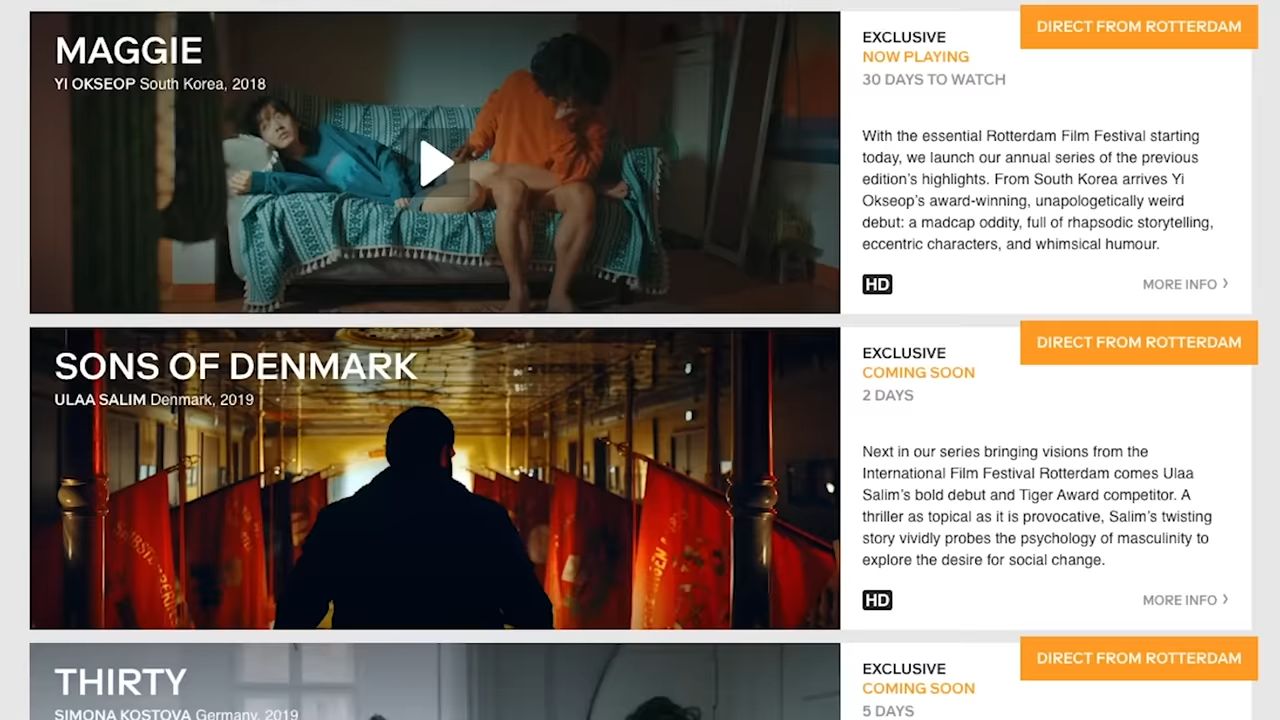 MAGGIE
YI OKSEOP South Korea, 2018
DIRECT FROM ROTTERDAM
EXCLUSIVE
NOW PLAYING
30 DAYS TO WATCH
With the essential Rotterdam Film Festival starting
today, we launch our annual series of the previous
edition’s highlights. From South Korea arrives Yi
Okseop’s award-winning, unapologetically weird
debut: a madcap oddity, full of rhapsodic storytelling,
eccentric characters, and whimsical humour.
HD
MORE INFO
SONS OF DENMARK
ULAA SALIM Denmark, 2019
DIRECT FROM ROTTERDAM
EXCLUSIVE
COMING SOON
2 DAYS
Next in our series bringing visions from the
International Film Festival Rotterdam comes Ulaa
Salim’s bold debut and Tiger Award competitor. A
thriller as topical as it is provocative, Salim’s twisting
story vividly probes the psychology of masculinity to
explore the desire for social change.
HD
MORE INFO
THIRTY
SIMONA KOSTOVA Germany, 2019
DIRECT FROM ROTTERDAM
EXCLUSIVE
COMING SOON
5 DAYS